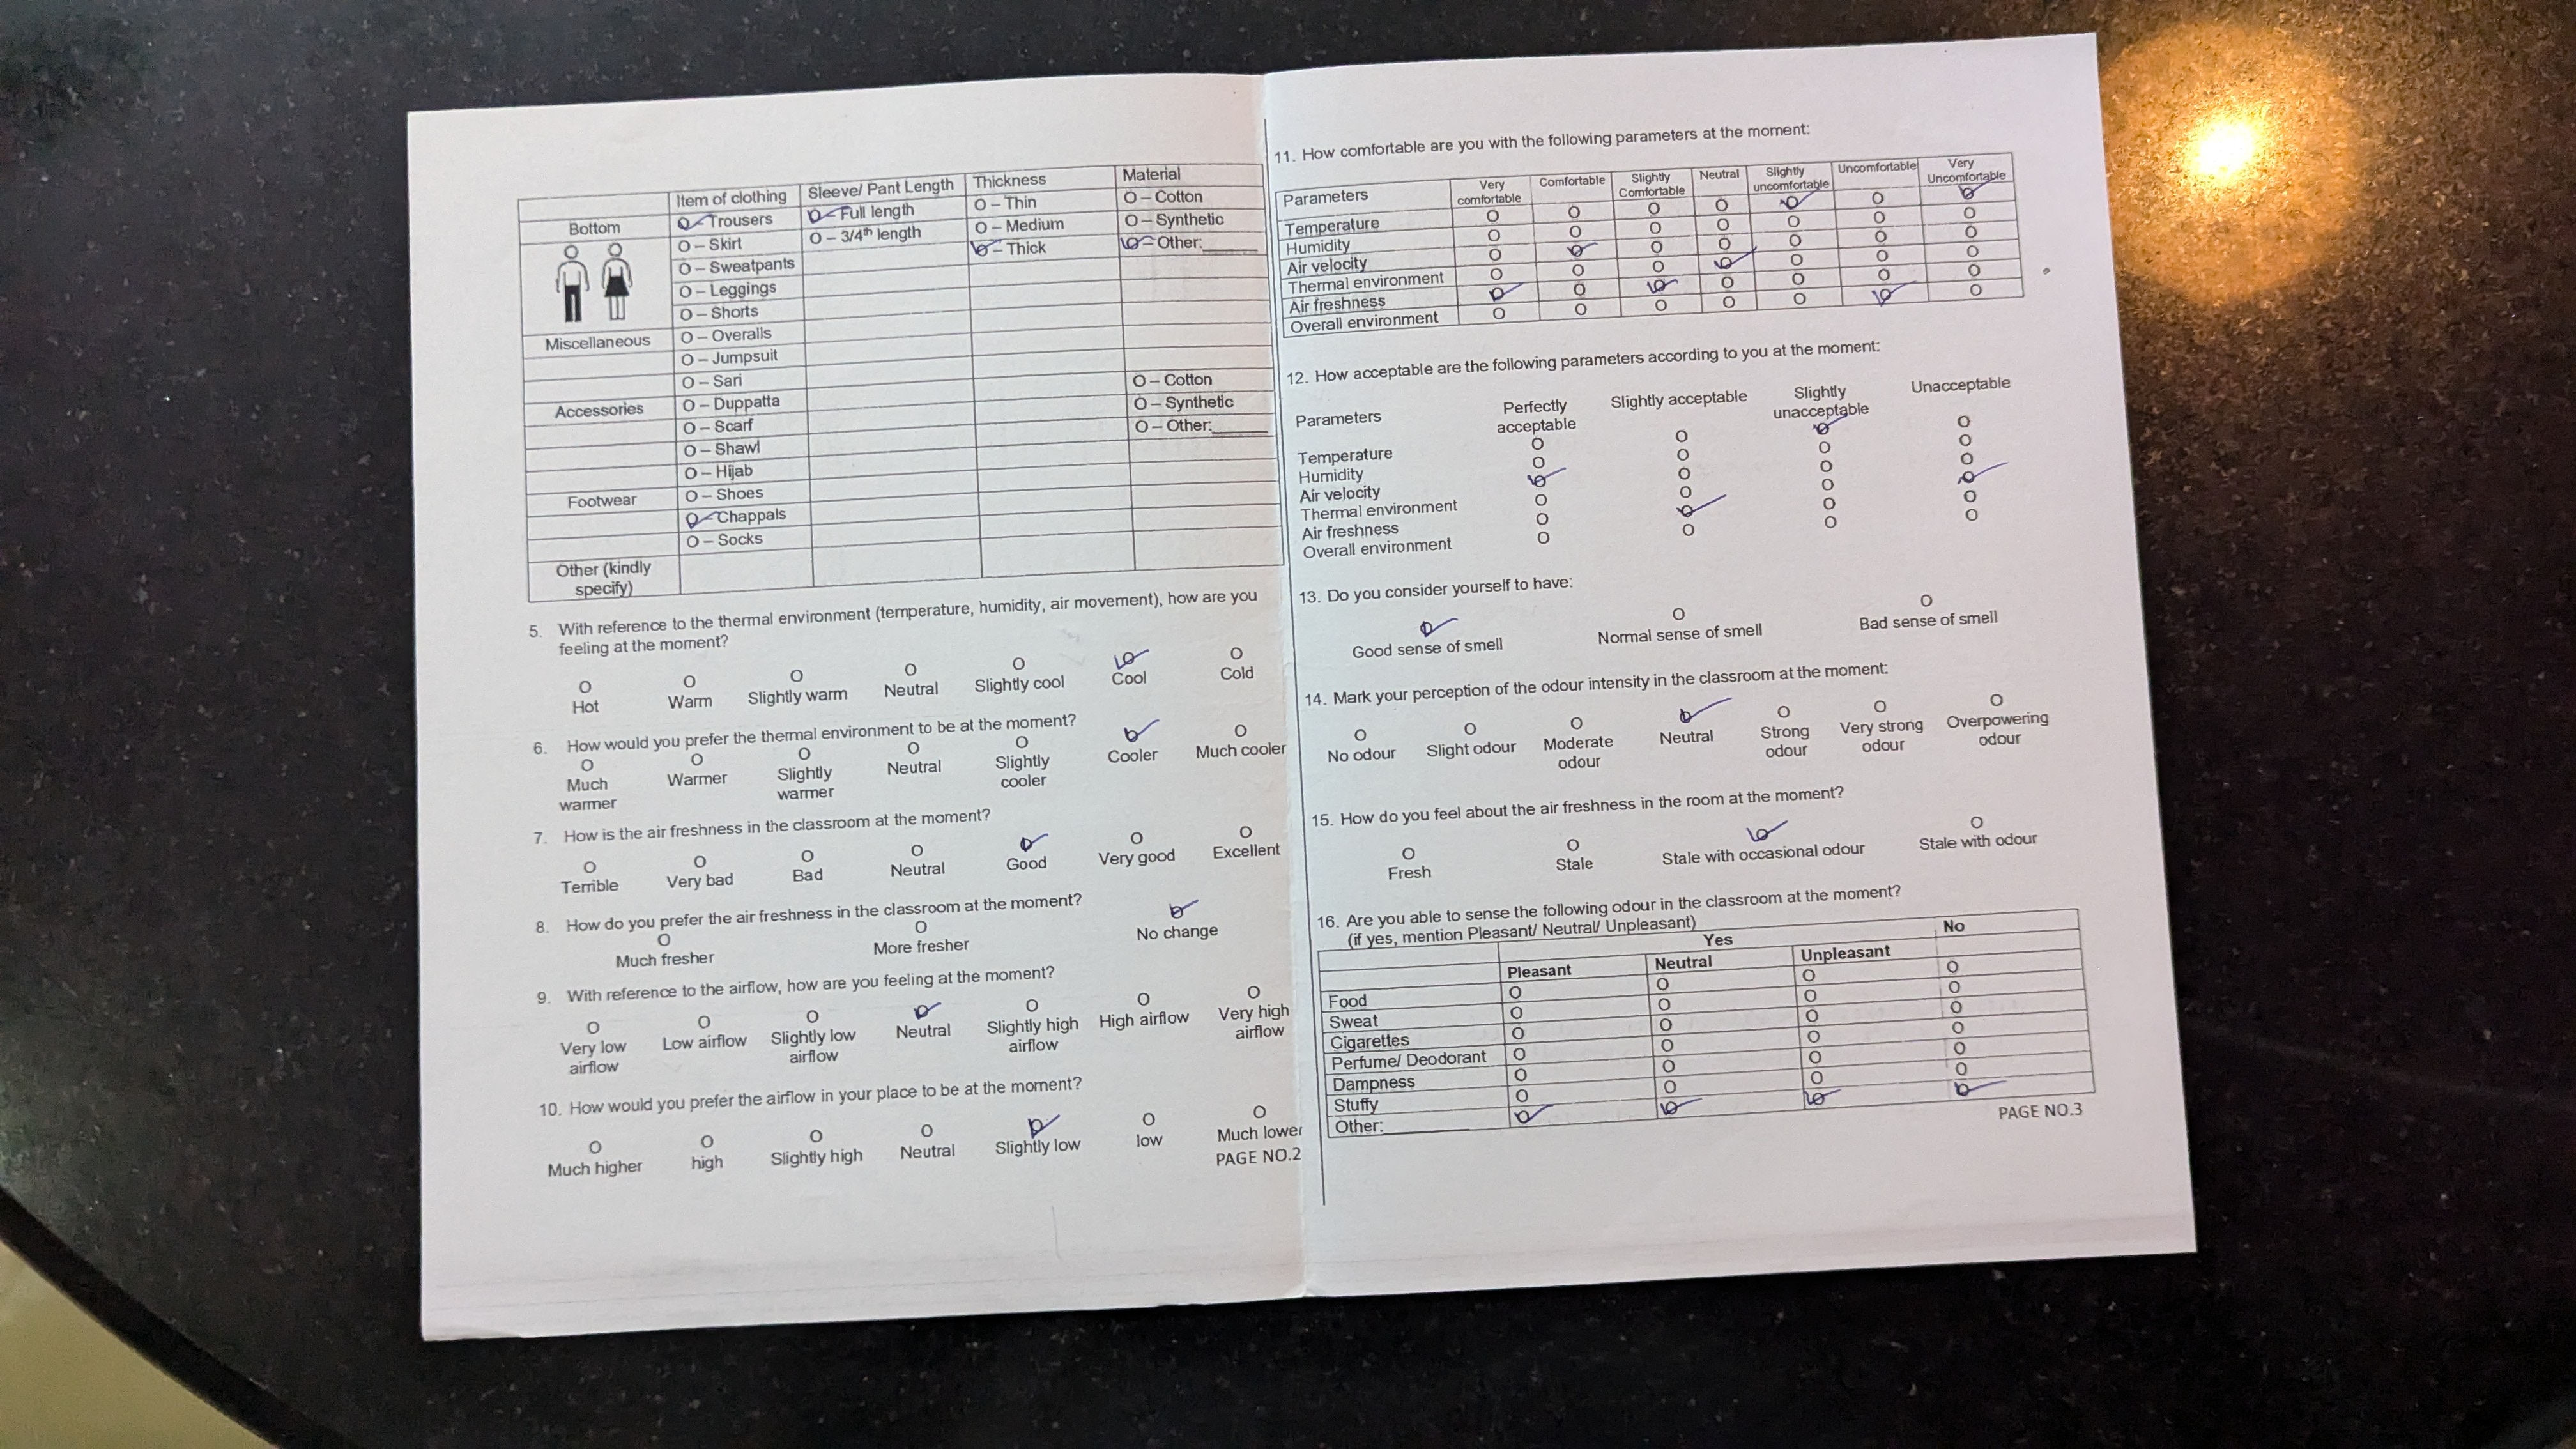 Item of clothing Sleeve/ Pant Length Thickness Material
Bottom O – Trousers O – Full length O – Thin O – Cotton
O – Skirt O – 3/4th length O – Medium O – Synthetic
O – Sweatpants O – Thick O – Other:______
O – Leggings
O – Shorts
Miscellaneous O – Overalls
O – Jumpsuit
O – Sari O – Cotton
Accessories O – Duppatta O – Synthetic
O – Scarf O – Other:______
O – Shawl
O – Hijab
Footwear O – Shoes
O – Chappals
O – Socks
Other (kindly
specify)
5. With reference to the thermal environment (temperature, humidity, air movement), how are you
feeling at the moment?
O O O O O O O
Hot Warm Slightly warm Neutral Slightly cool Cool Cold
6. How would you prefer the thermal environment to be at the moment?
O O O O O O O
Much Warmer Slightly Neutral Slightly Cooler Much cooler
warmer warmer cooler
7. How is the air freshness in the classroom at the moment?
O O O O O O O
Terrible Very bad Bad Neutral Good Very good Excellent
8. How do you prefer the air freshness in the classroom at the moment?
O O O
Much fresher More fresher No change
9. With reference to the airflow, how are you feeling at the moment?
O O O O O O O
Very low Low airflow Slightly low Neutral Slightly high High airflow Very high
airflow airflow airflow airflow
10. How would you prefer the airflow in your place to be at the moment?
O O O O O O O
Much higher high Slightly high Neutral Slightly low low Much lower
PAGE NO.2
11. How comfortable are you with the following parameters at the moment:
Parameters Very Comfortable Slightly Neutral Slightly Uncomfortable Very
comfortable Comfortable uncomfortable Uncomfortable
Temperature O O O O O O O
Humidity O O O O O O O
Air velocity O O O O O O O
Thermal environment O O O O O O O
Air freshness O O O O O O O
Overall environment O O O O O O O
12. How acceptable are the following parameters according to you at the moment:
Parameters Perfectly Slightly acceptable Slightly Unacceptable
acceptable unacceptable
Temperature O O O O
Humidity O O O O
Air velocity O O O O
Thermal environment O O O O
Air freshness O O O O
Overall environment O O O O
13. Do you consider yourself to have:
O O O
Good sense of smell Normal sense of smell Bad sense of smell
14. Mark your perception of the odour intensity in the classroom at the moment:
O O O O O O O
No odour Slight odour Moderate Neutral Strong Very strong Overpowering
odour odour odour odour
15. How do you feel about the air freshness in the room at the moment?
O O O O
Fresh Stale Stale with occasional odour Stale with odour
16. Are you able to sense the following odour in the classroom at the moment?
(if yes, mention Pleasant/ Neutral/ Unpleasant)
Yes No
Pleasant Neutral Unpleasant
Food O O O O
Sweat O O O O
Cigarettes O O O O
Perfume/ Deodorant O O O O
Dampness O O O O
Stuffy O O O O
Other:__________ O O O O
PAGE NO.3